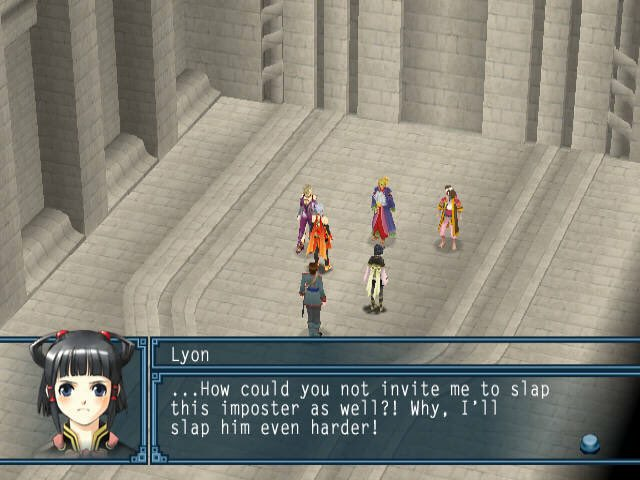 Lyon
...How could you not invite me to slap
this imposter as well?! Why, I'll
slap him even harder!